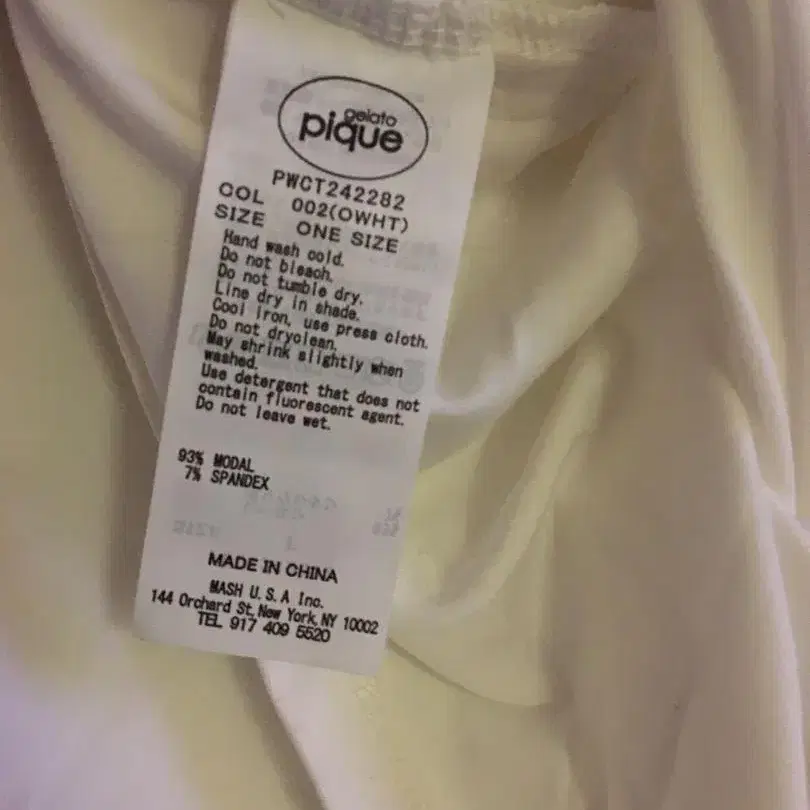 gelato
pique
PWCT242282
COL 002(OWHT)
SIZE ONE SIZE
Hand wash cold.
Do not bleach.
Do not tumble dry.
Line dry in shade.
Cool iron, use press cloth.
Do not dryclean.
May shrink slightly when
washed.
Use detergent that does not
contain fluorescent agent.
Do not leave wet.
93% MODAL
7% SPANDEX
MADE IN CHINA
MASH U.S.A Inc.
144 Orchard St, New York, NY 10002
TEL 917 409 5520